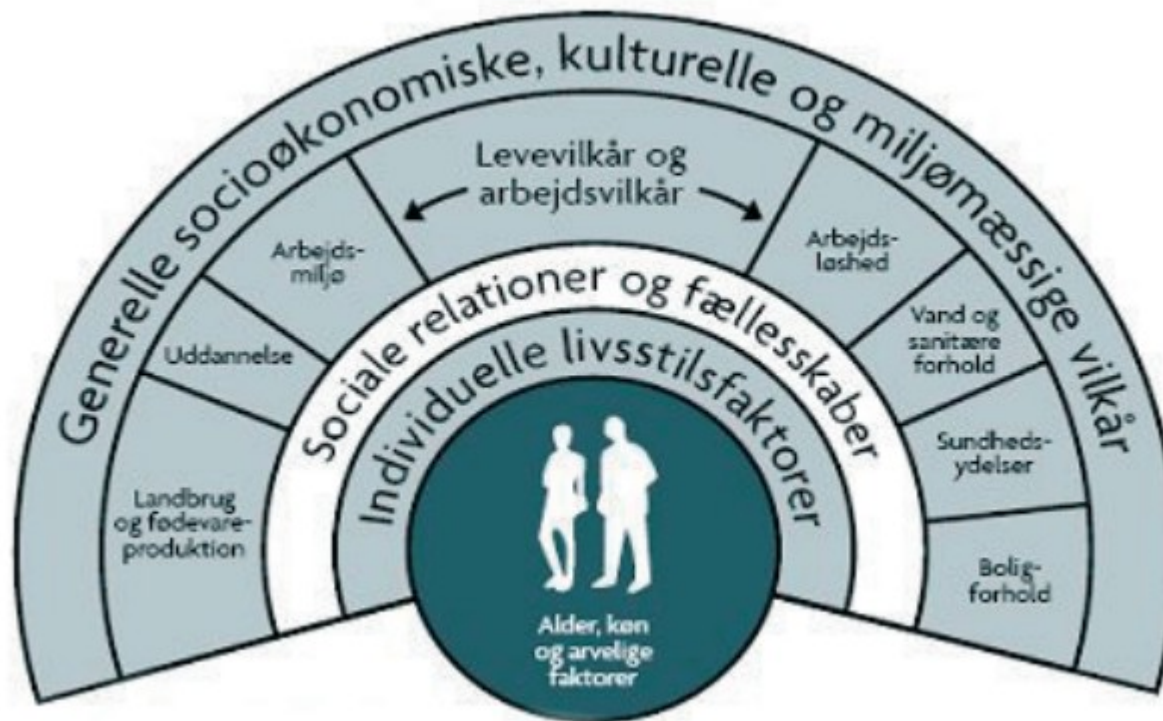 Generelle socioøkonomiske, kulturelle og miljømæssige vilkår
Levevilkår og
arbejdsvilkår
Landbrug
og fødevare-
produktion
Uddannelse
Arbejds-
miljø
Arbejds-
løshed
Vand og
sanitære
forhold
Sundheds-
ydelser
Bolig-
forhold
Sociale relationer og fællesskaber
Individuelle livsstilsfaktorer
Alder, køn
og arvelige
faktorer